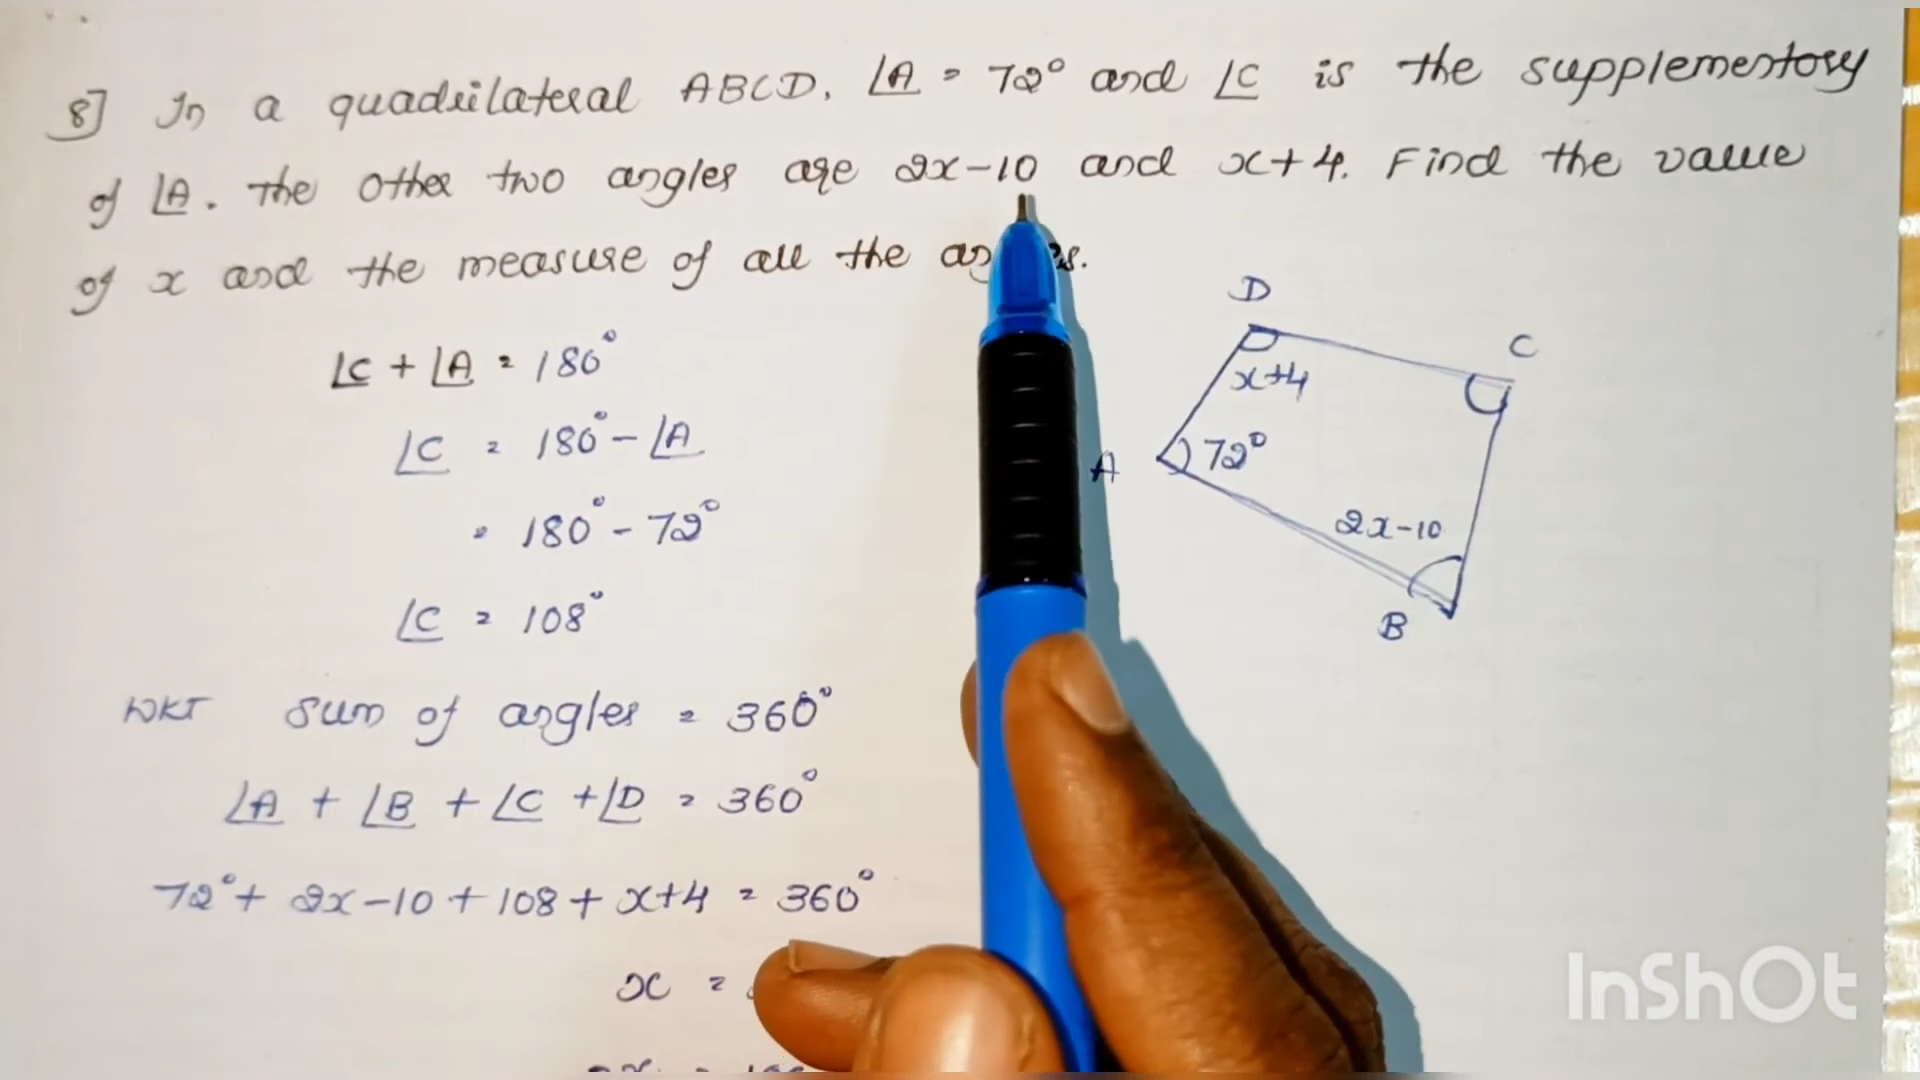 8] In a quadrilateral ABCD, ∠A = 72° and ∠C is the supplementory
of ∠A. The other two angles are 2x-10 and x+4. Find the value
of x and the measure of all the
∠C + ∠A = 180°
∠C = 180° - ∠A
= 180° - 72°
∠C = 108°
WKT sum of angles = 360°
∠A + ∠B + ∠C + ∠D = 360°
72° + 2x-10 + 108 + x+4 = 360°
x =
D
C
x+4
A
72°
2x-10
B
InShOt